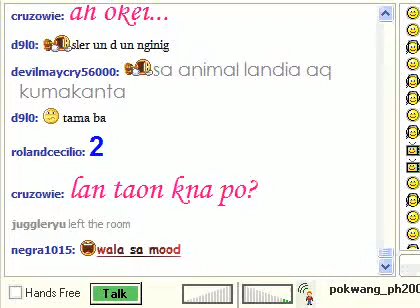 cruzowie: ah okei...
d9l0: sler un d un nginig
devilmaycry56000: sa animal landia aq
kumakanta
d9l0: tama ba
rolandcecilio: 2
cruzowie: lan taon kna po?
juggleryu left the room
negra1015: wala sa mood
Hands Free
Talk
pokwang_ph200